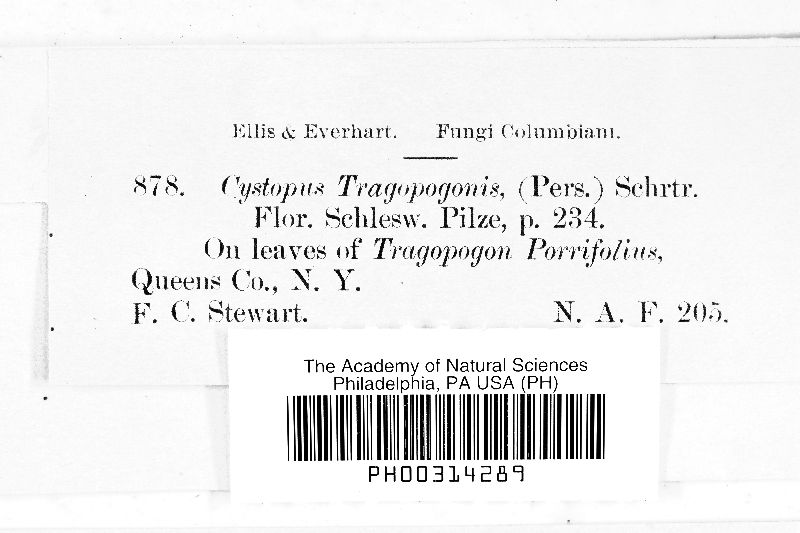 Ellis & Everhart. Fungi Columbiani.
878. Cystopus Tragopogonis, (Pers.) Schrtr.
Flor. Schlesw. Pilze, p. 234.
On leaves of Tragopogon Porrifolius,
Queens Co., N. Y.
F. C. Stewart. N. A. F. 205.
The Academy of Natural Sciences
Philadelphia, PA USA (PH)
PH00314289